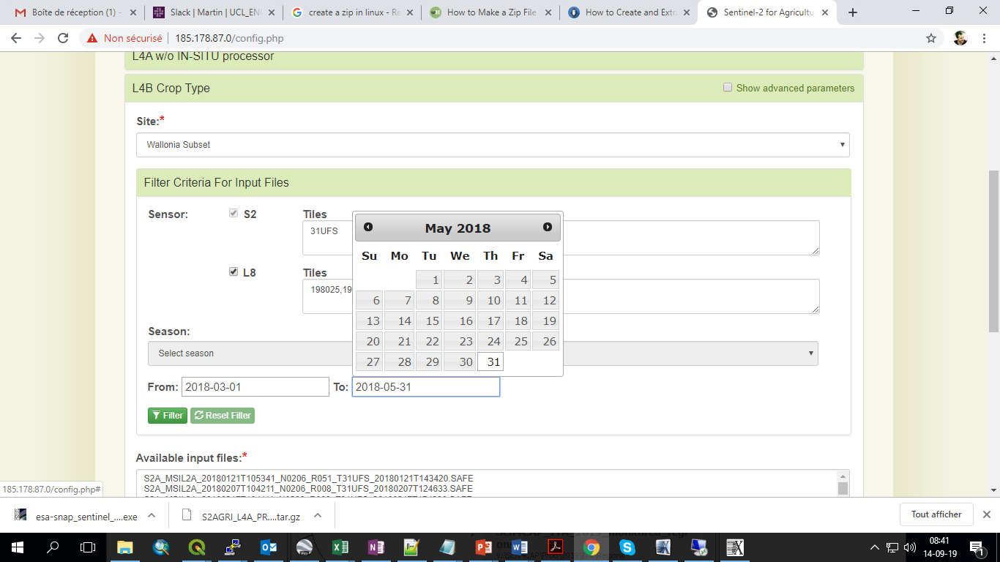 Boîte de réception (1) -
Slack | Martin | UCL_EN
create a zip in linux - Re
How to Make a Zip File
How to Create and Extr
Sentinel-2 for Agricultu
Non sécurisé
185.178.87.0/config.php
L4A w/o IN-SITU processor
L4B Crop Type
Show advanced parameters
Site:*
Wallonia Subset
Filter Criteria For Input Files
Sensor:
S2
Tiles
31UFS
L8
Tiles
198025,19
May 2018
Su Mo Tu We Th Fr Sa
1 2 3 4 5
6 7 8 9 10 11 12
13 14 15 16 17 18 19
20 21 22 23 24 25 26
27 28 29 30 31
Season:
Select season
From: 2018-03-01 To: 2018-05-31
Filter Reset Filter
Available input files:*
S2A_MSIL2A_20180121T105341_N0206_R051_T31UFS_20180121T143420.SAFE
S2A_MSIL2A_20180207T104211_N0206_R008_T31UFS_20180207T124633.SAFE
185.178.87.0/config.php#
esa-snap_sentinel_....exe
S2AGRI_L4A_PR....tar.gz
Tout afficher
08:41
14-09-19
1